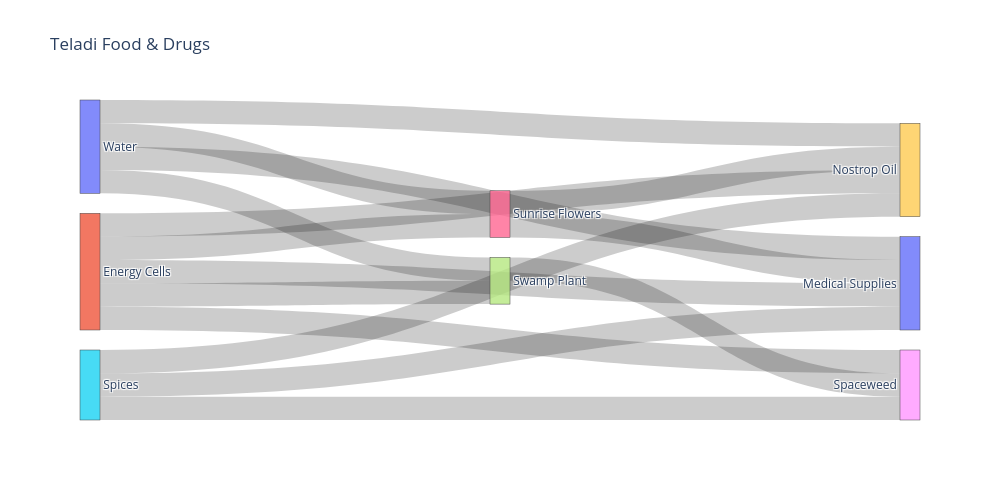 Teladi Food & Drugs
Water
Energy Cells
Spices
Sunrise Flowers
Swamp Plant
Nostrop Oil
Medical Supplies
Spaceweed